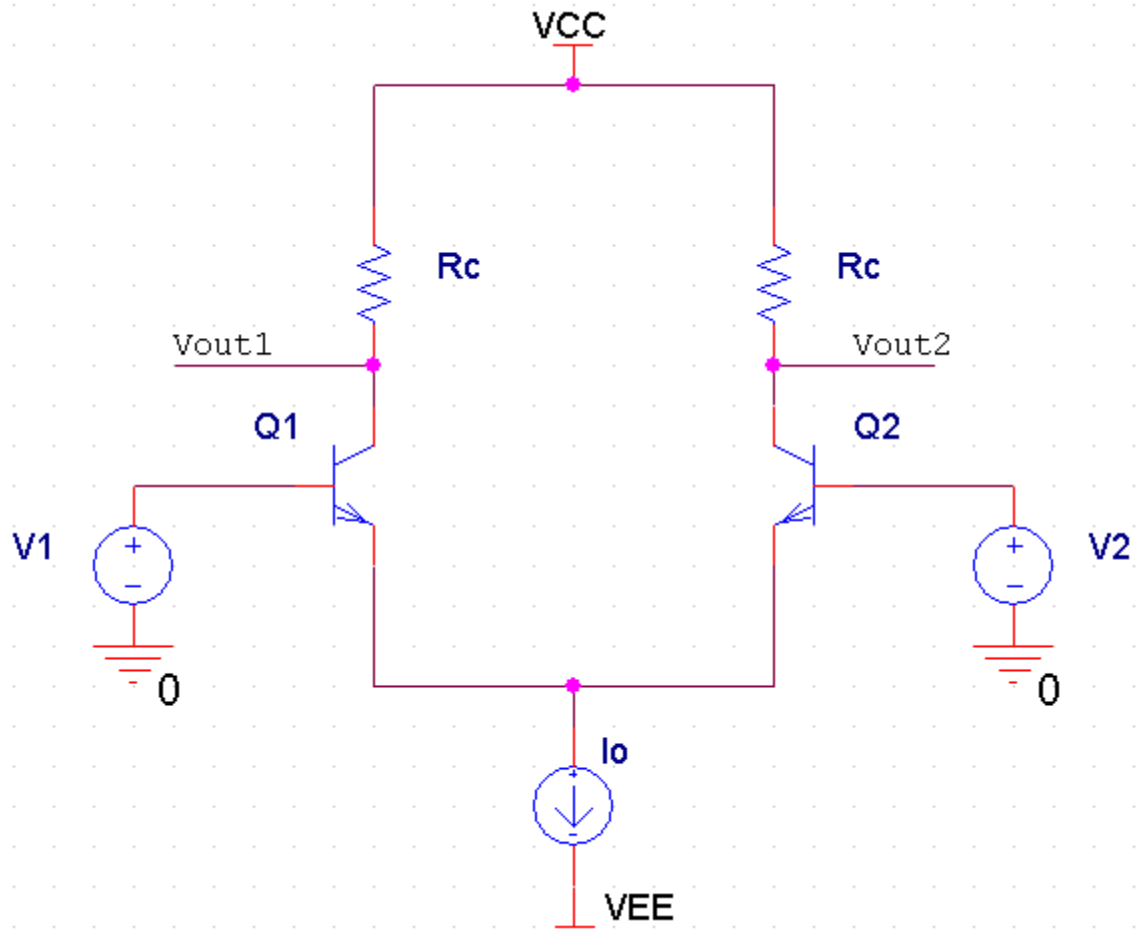 VCC
Rc
Rc
Vout1
Vout2
Q1
Q2
V1
+
−
+
−
V2
0
0
Io
+
-
VEE